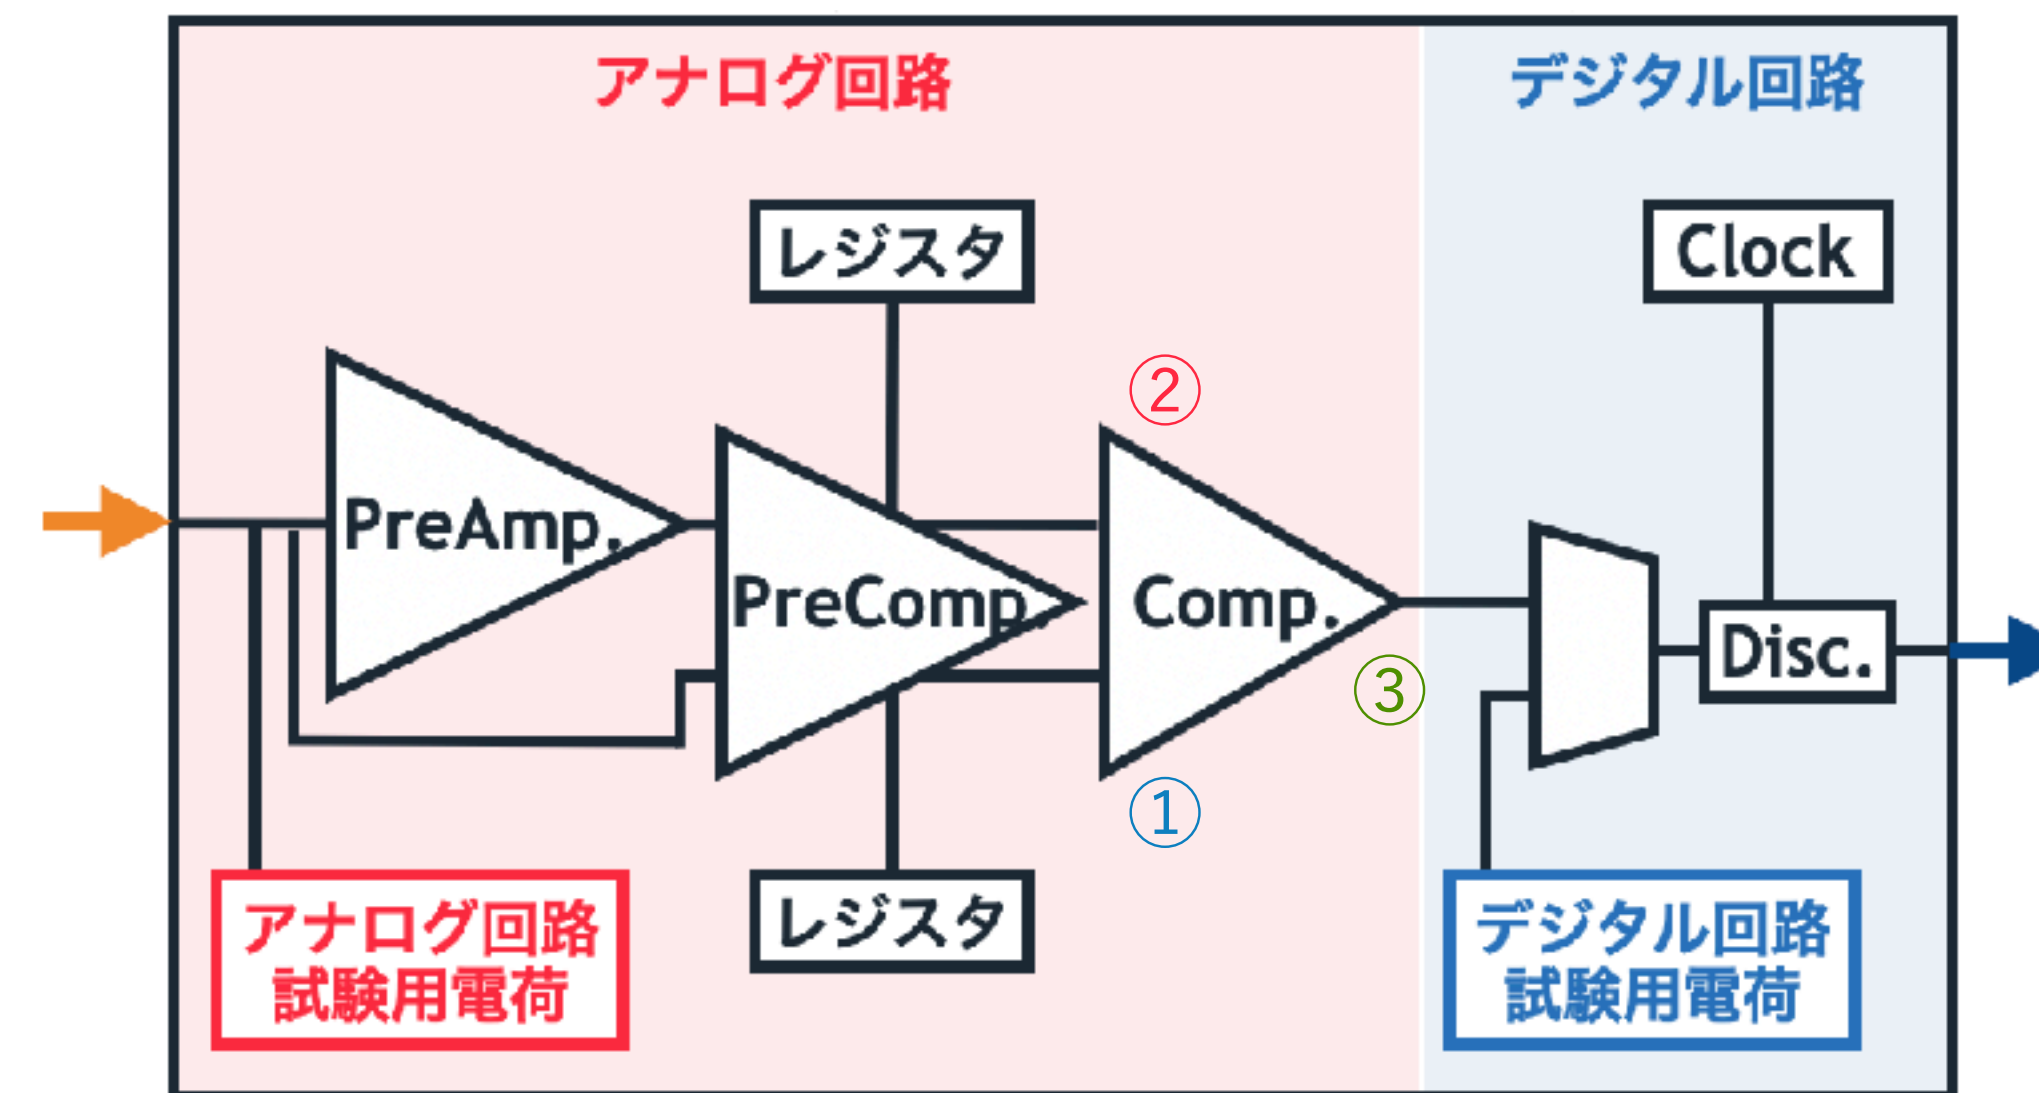 アナログ回路
デジタル回路
レジスタ
Clock
②
PreAmp.
PreComp.
Comp.
③
Disc.
①
アナログ回路
試験用電荷
レジスタ
デジタル回路
試験用電荷